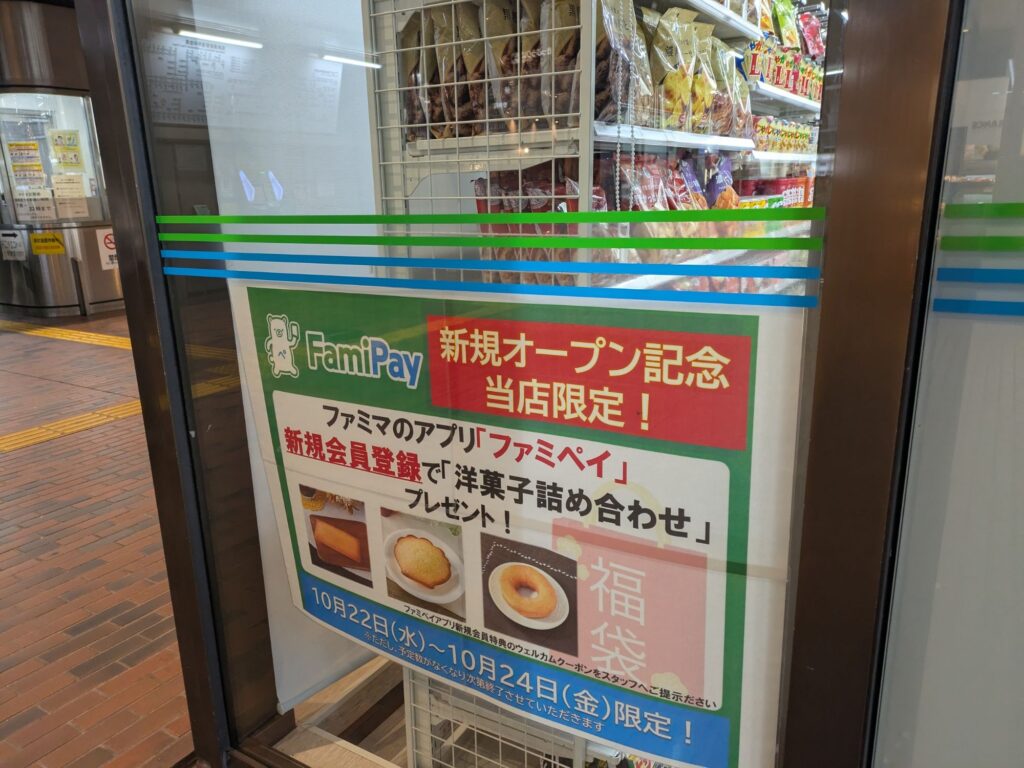 FamiPay
新規オープン記念
当店限定！
ファミマのアプリ「ファミペイ」
新規会員登録で「洋菓子詰め合わせ」
プレゼント！
福袋
ファミペイアプリ新規会員特典のウェルカムクーポンをスタッフへご提示ださい
10月22日(水)～10月24日(金)限定！
※ただし、予定数がなくなり次第終了させていただきます